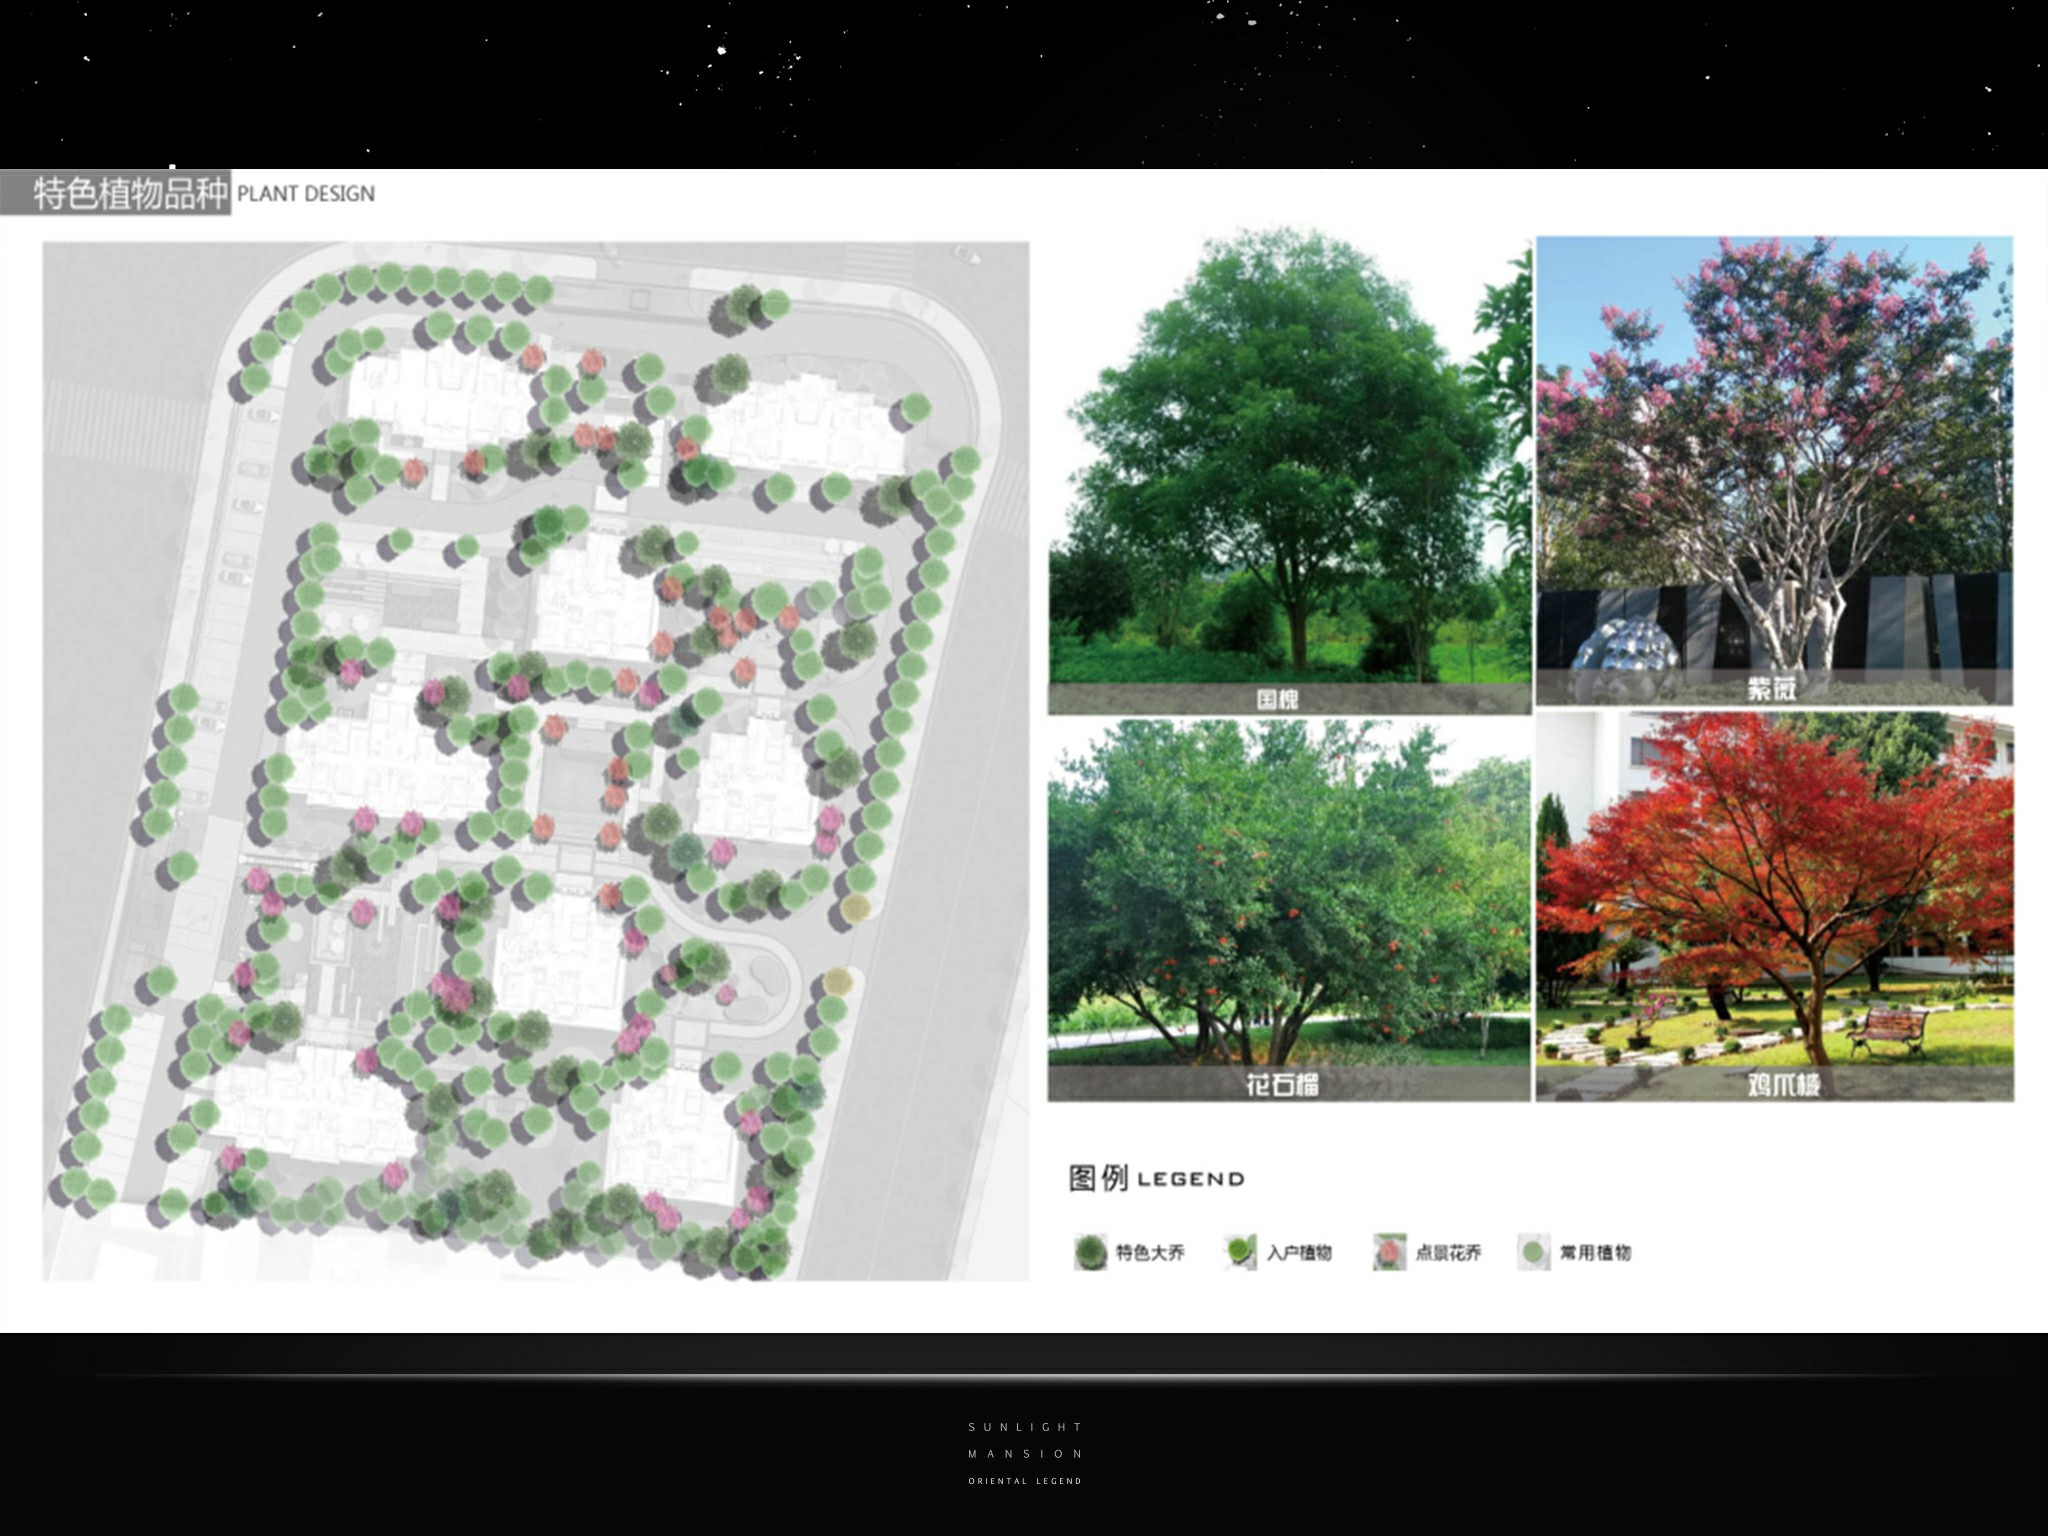 特色植物品种 PLANT DESIGN
国槐
紫薇
花石榴
鸡爪槭
图例 LEGEND
特色大乔 入户植物 点景花乔 常用植物
SUNLIGHT
MANSION
ORIENTAL LEGEND